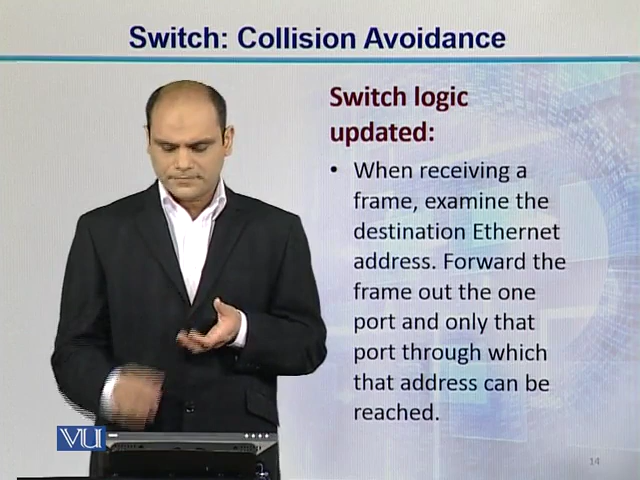 Switch: Collision Avoidance
Switch logic
updated:
• When receiving a
frame, examine the
destination Ethernet
address. Forward the
frame out the one
port and only that
port through which
that address can be
reached.
VU
14